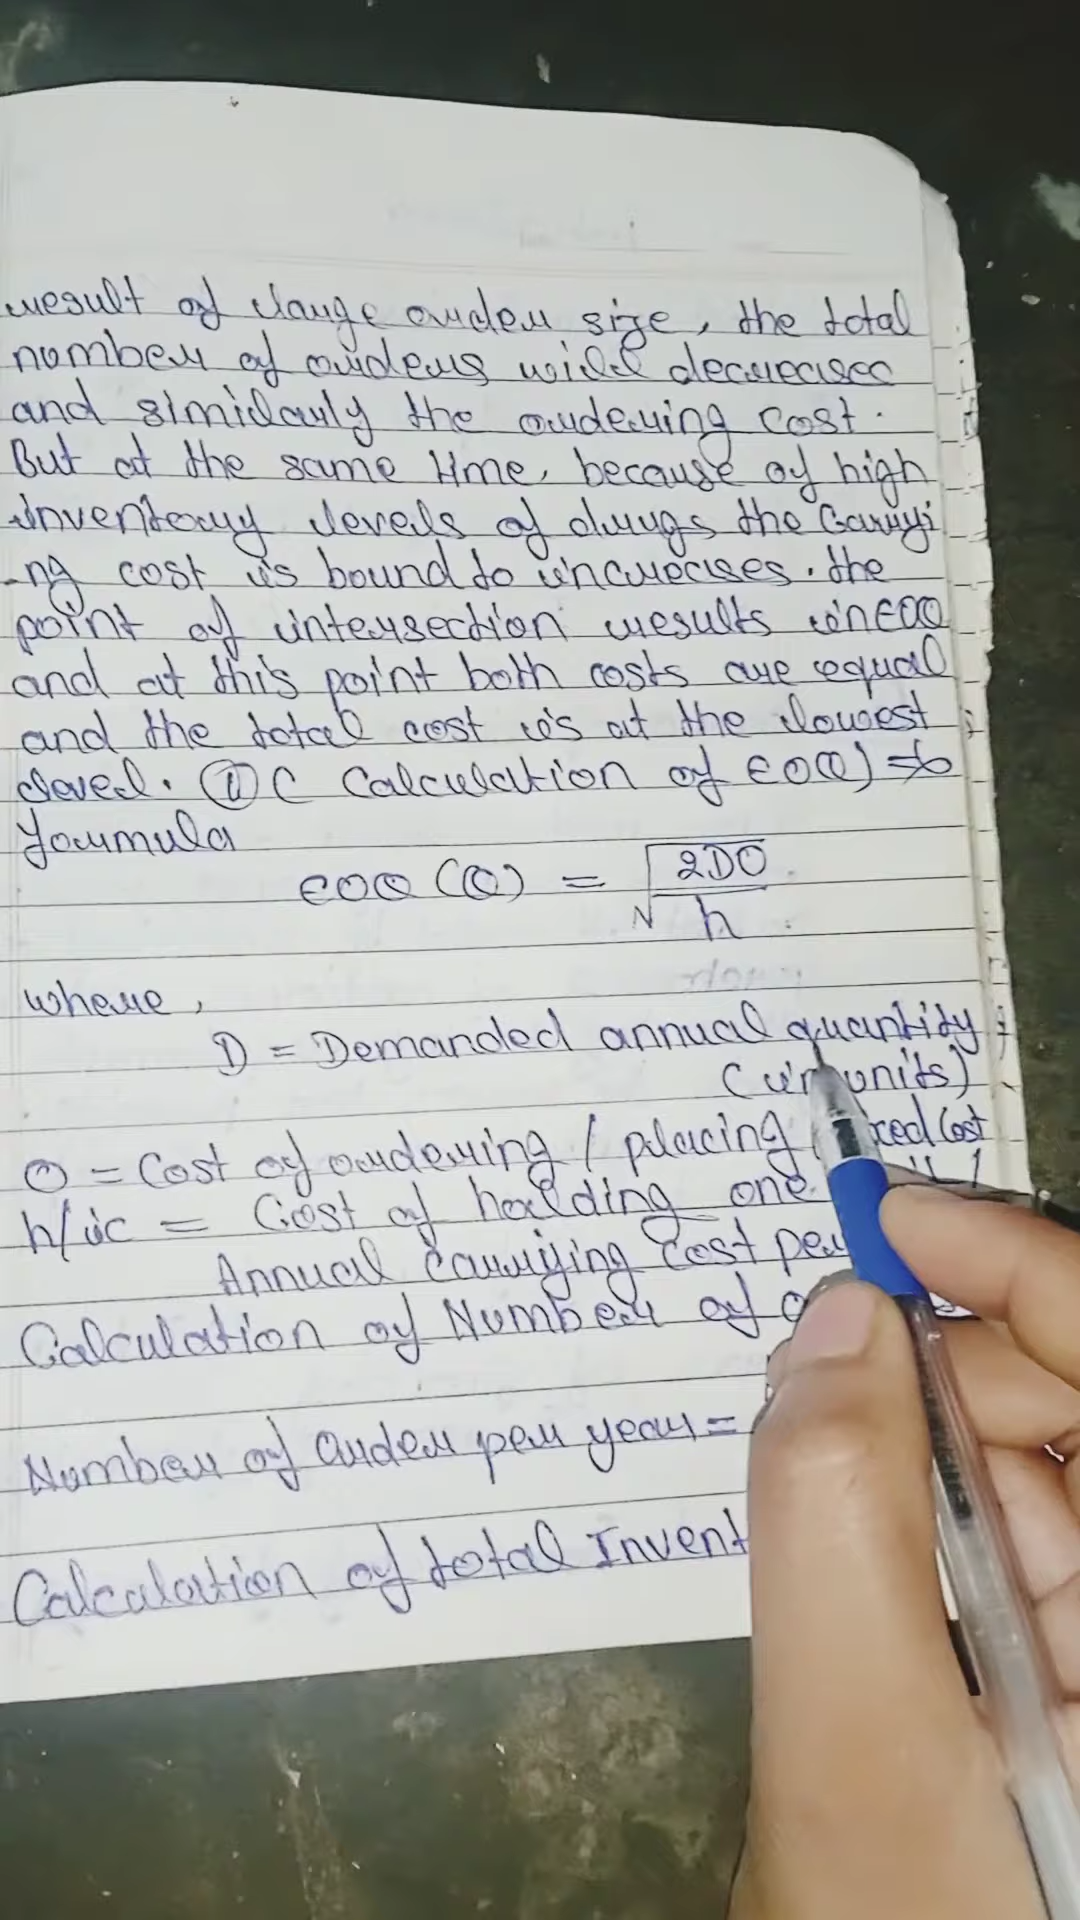 result of large order size, the total
number of orders will decreases
and similarly the ordering cost.
But at the same time, because of high
Inventory levels of drugs the Carryi
-ng cost is bound to increases. the
point of intersection results in EOQ
and at this point both costs are equal
and the total cost is at the lowest
level. ① ( Calculation of EOQ) ⇒
formula
EOQ (Q) = √2DO/h
where,
D = Demanded annual quantity
(in units)
O = Cost of ordering / placing Cost
h/ic = Cost of holding one
Annual Carrying Cost per
Calculation of Number of
Number of order per year =
Calculation of total Invent